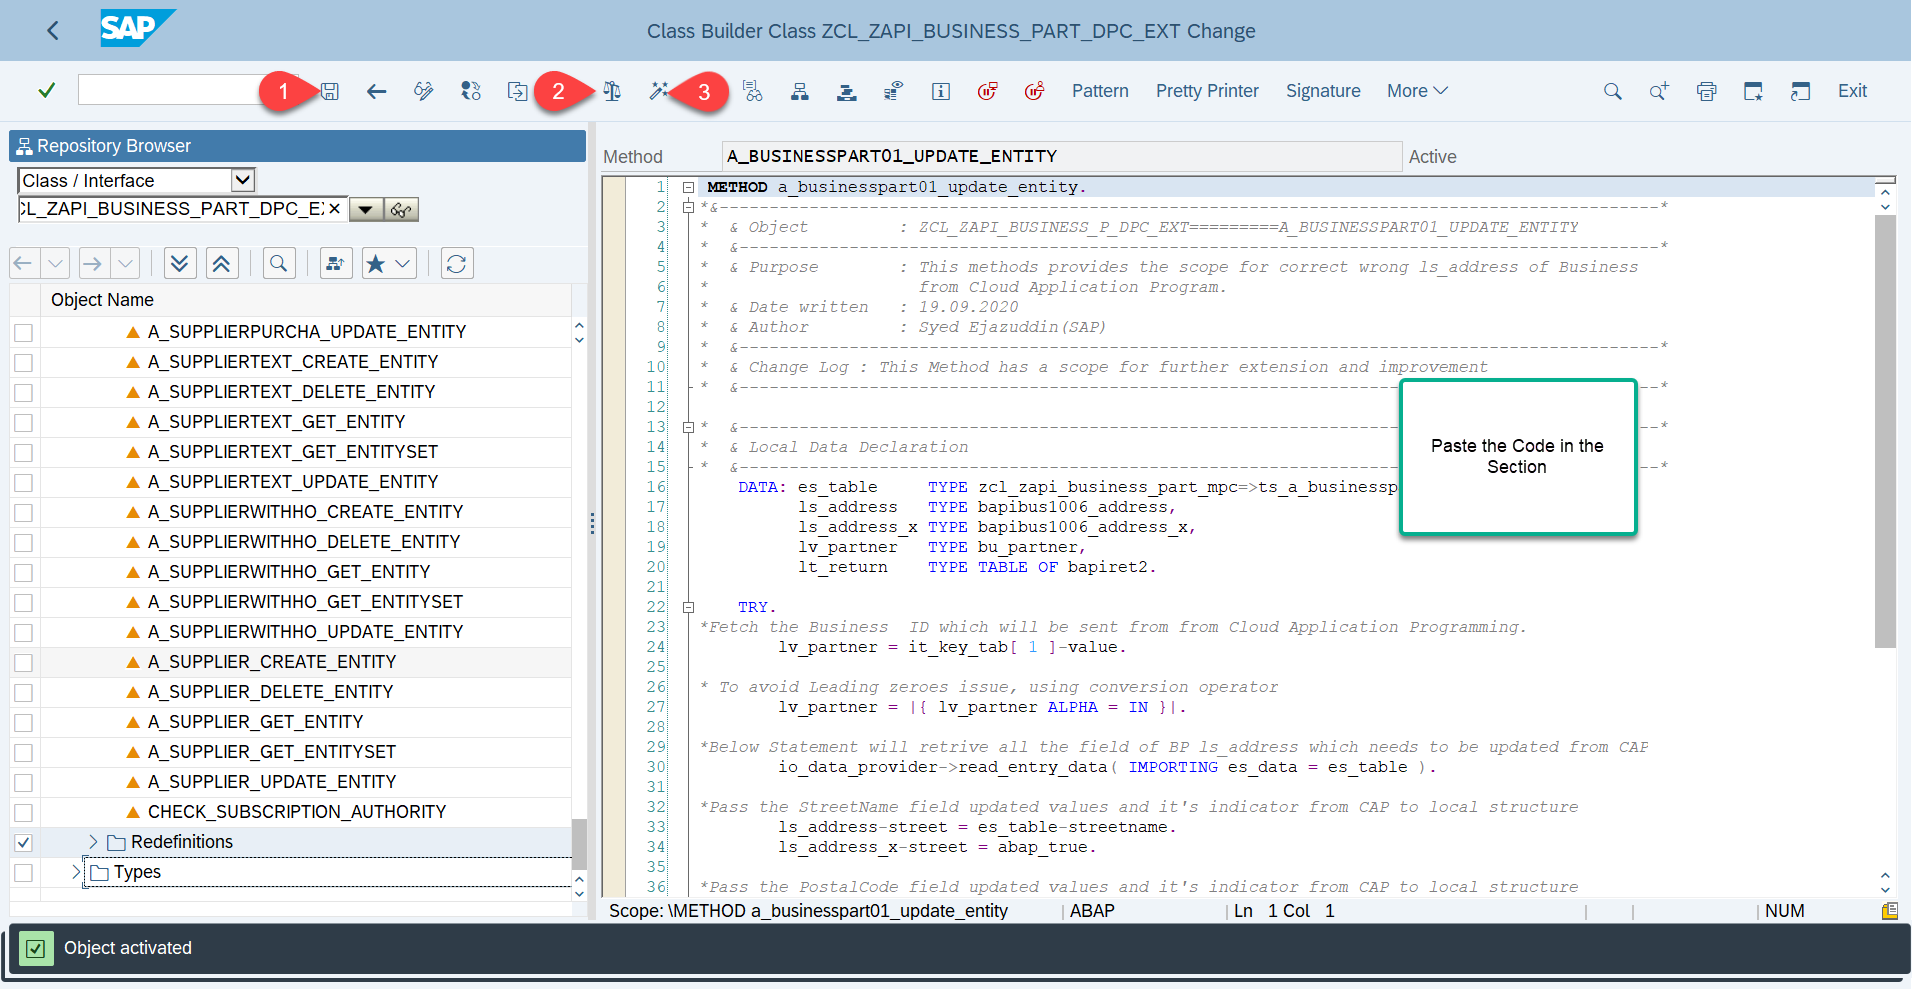 SAP
Class Builder Class ZCL_ZAPI_BUSINESS_PART_DPC_EXT Change
1
2
3
Pattern
Pretty Printer
Signature
More
Exit
Repository Browser
Class / Interface
CL_ZAPI_BUSINESS_PART_DPC_EX
Object Name
A_SUPPLIERPURCHA_UPDATE_ENTITY
A_SUPPLIERTEXT_CREATE_ENTITY
A_SUPPLIERTEXT_DELETE_ENTITY
A_SUPPLIERTEXT_GET_ENTITY
A_SUPPLIERTEXT_GET_ENTITYSET
A_SUPPLIERTEXT_UPDATE_ENTITY
A_SUPPLIERWITHHO_CREATE_ENTITY
A_SUPPLIERWITHHO_DELETE_ENTITY
A_SUPPLIERWITHHO_GET_ENTITY
A_SUPPLIERWITHHO_GET_ENTITYSET
A_SUPPLIERWITHHO_UPDATE_ENTITY
A_SUPPLIER_CREATE_ENTITY
A_SUPPLIER_DELETE_ENTITY
A_SUPPLIER_GET_ENTITY
A_SUPPLIER_GET_ENTITYSET
A_SUPPLIER_UPDATE_ENTITY
CHECK_SUBSCRIPTION_AUTHORITY
Redefinitions
Types
Method A_BUSINESSPART01_UPDATE_ENTITY Active
1 METHOD a_businesspart01_update_entity.
2 *&--------------------------------------------------------------------------------------------*
3 * & Object : ZCL_ZAPI_BUSINESS_P_DPC_EXT=========A_BUSINESSPART01_UPDATE_ENTITY
4 * &--------------------------------------------------------------------------------------------*
5 * & Purpose : This methods provides the scope for correct wrong ls_address of Business
6 * from Cloud Application Program.
7 * & Date written : 19.09.2020
8 * & Author : Syed Ejazuddin(SAP)
9 * &--------------------------------------------------------------------------------------------*
10 * & Change Log : This Method has a scope for further extension and improvement
11 * &--------------------------------------------------------------------------------------------*
12
13 * &--------------------------------------------------------------------------------------------*
14 * & Local Data Declaration
15 * &--------------------------------------------------------------------------------------------*
16 DATA: es_table TYPE zcl_zapi_business_part_mpc=>ts_a_businessp
17 ls_address TYPE bapibus1006_address,
18 ls_address_x TYPE bapibus1006_address_x,
19 lv_partner TYPE bu_partner,
20 lt_return TYPE TABLE OF bapiret2.
21
22 TRY.
23 *Fetch the Business ID which will be sent from from Cloud Application Programming.
24 lv_partner = it_key_tab[ 1 ]-value.
25
26 * To avoid Leading zeroes issue, using conversion operator
27 lv_partner = |{ lv_partner ALPHA = IN }|.
28
29 *Below Statement will retrive all the field of BP ls_address which needs to be updated from CAP
30 io_data_provider->read_entry_data( IMPORTING es_data = es_table ).
31
32 *Pass the StreetName field updated values and it's indicator from CAP to local structure
33 ls_address-street = es_table-streetname.
34 ls_address_x-street = abap_true.
35
36 *Pass the PostalCode field updated values and it's indicator from CAP to local structure
Paste the Code in the
Section
Scope: \METHOD a_businesspart01_update_entity ABAP Ln 1 Col 1 NUM
Object activated